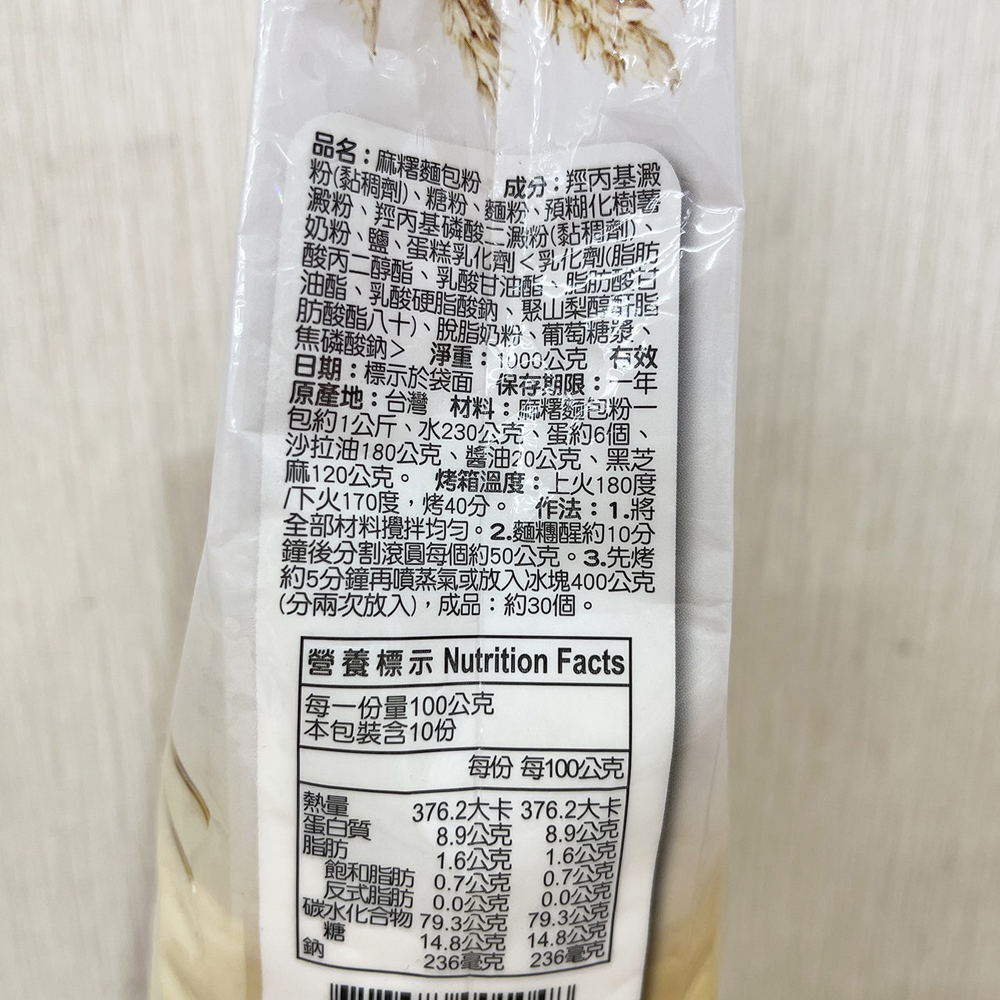 品名：麻糬麵包粉 成分：羥丙基澱
粉(黏稠劑)、糖粉、麵粉、預糊化樹薯
澱粉、羥丙基磷酸二澱粉(黏稠劑)、
奶粉、鹽、蛋糕乳化劑＜乳化劑(脂肪
酸丙二醇酯、乳酸甘油酯、脂肪酸甘
油酯、乳酸硬脂酸鈉、聚山梨醇酐脂
肪酸酯八十)、脫脂奶粉、葡萄糖漿、
焦磷酸鈉＞ 淨重：1000公克 有效
日期：標示於袋面 保存期限：一年
原產地：台灣 材料：麻糬麵包粉一
包約1公斤、水230公克、蛋約6個、
沙拉油180公克、醬油20公克、黑芝
麻120公克。 烤箱溫度：上火180度
/下火170度，烤40分。 作法：1.將
全部材料攪拌均勻。2.麵糰醒約10分
鐘後分割滾圓每個約50公克。3.先烤
約5分鐘再噴蒸氣或放入冰塊400公克
(分兩次放入)，成品：約30個。
營養標示 Nutrition Facts
每一份量100公克
本包裝含10份
每份 每100公克
熱量 376.2大卡 376.2大卡
蛋白質 8.9公克 8.9公克
脂肪 1.6公克 1.6公克
飽和脂肪 0.7公克 0.7公克
反式脂肪 0.0公克 0.0公克
碳水化合物 79.3公克 79.3公克
糖 14.8公克 14.8公克
鈉 236毫克 236毫克